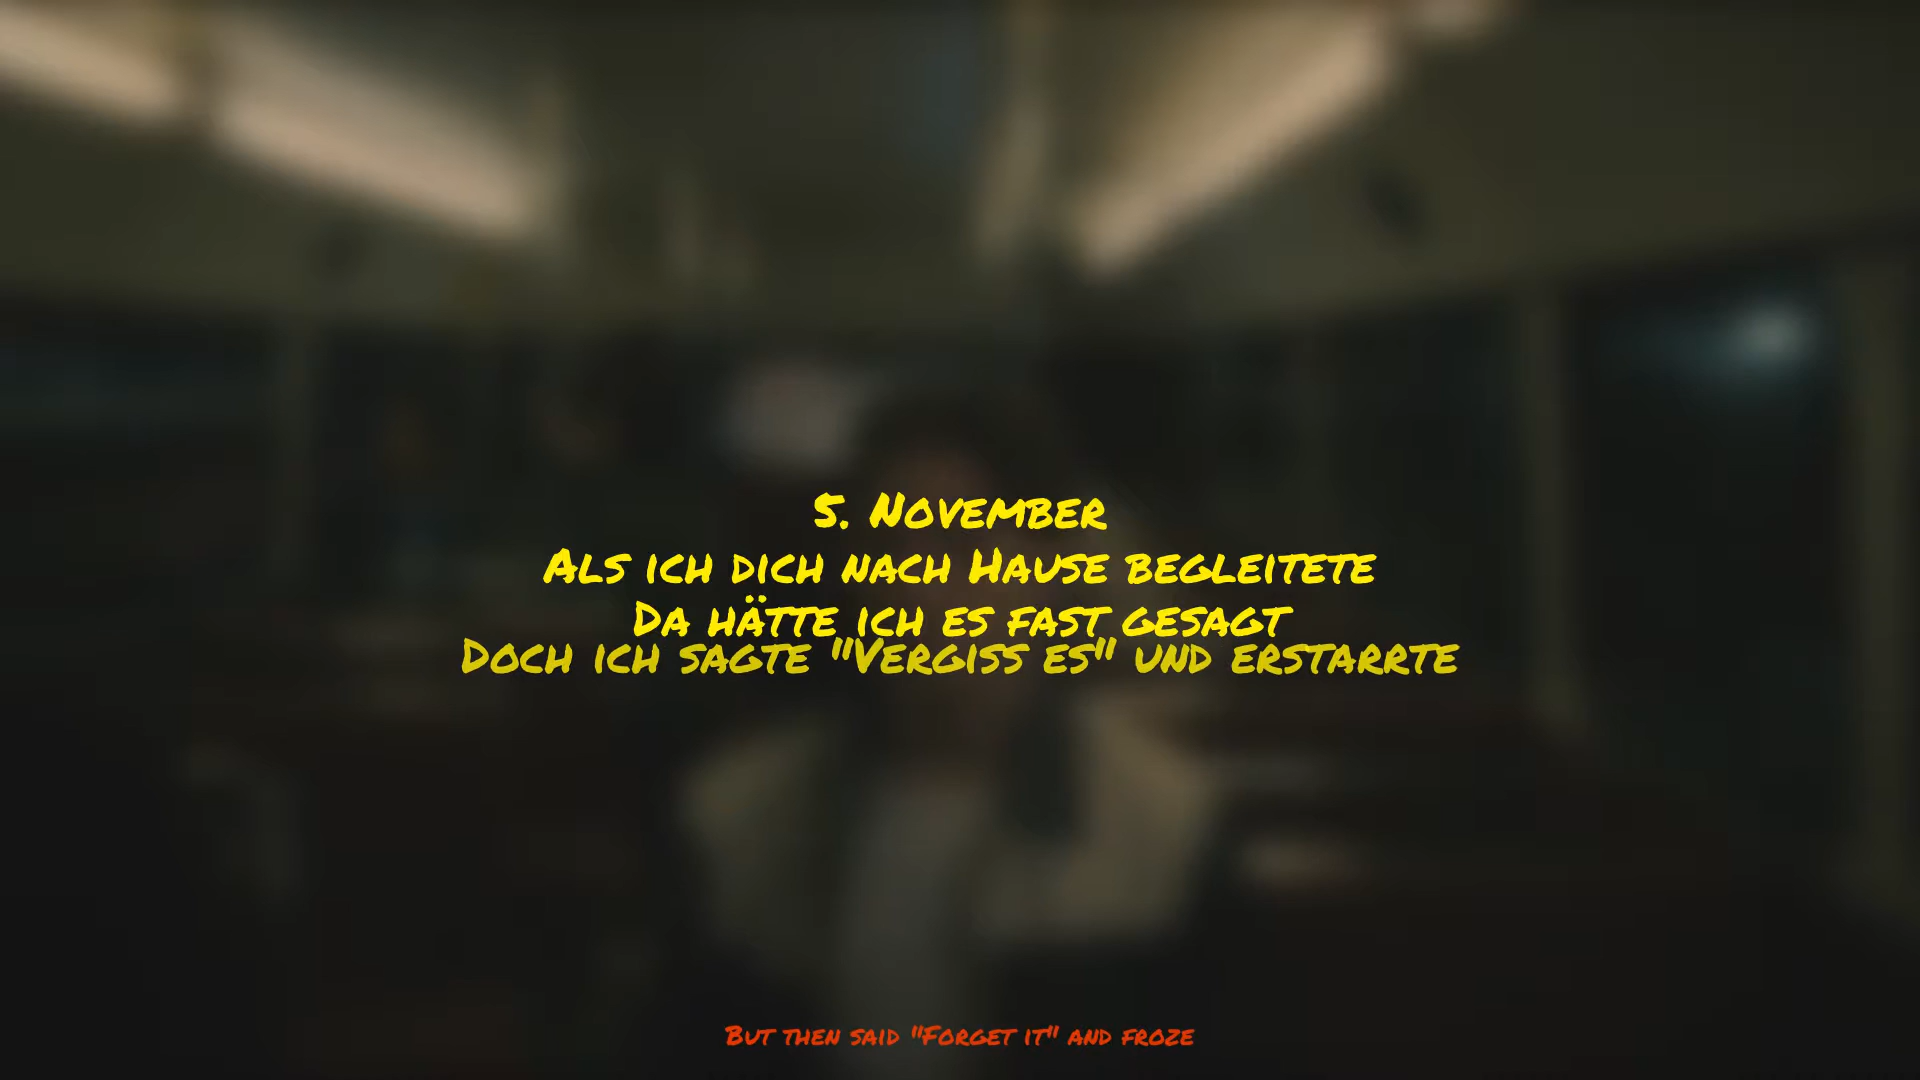 5. November
Als ich dich nach Hause begleitete
Da hätte ich es fast gesagt
Doch ich sagte "Vergiss es" und erstarrte
But then said "Forget it" and froze